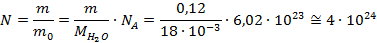 N = m/m₀ = m/M_{H₂O} · N_A = 0,12/(18 · 10⁻³) · 6,02 · 10²³ ≅ 4 · 10²⁴